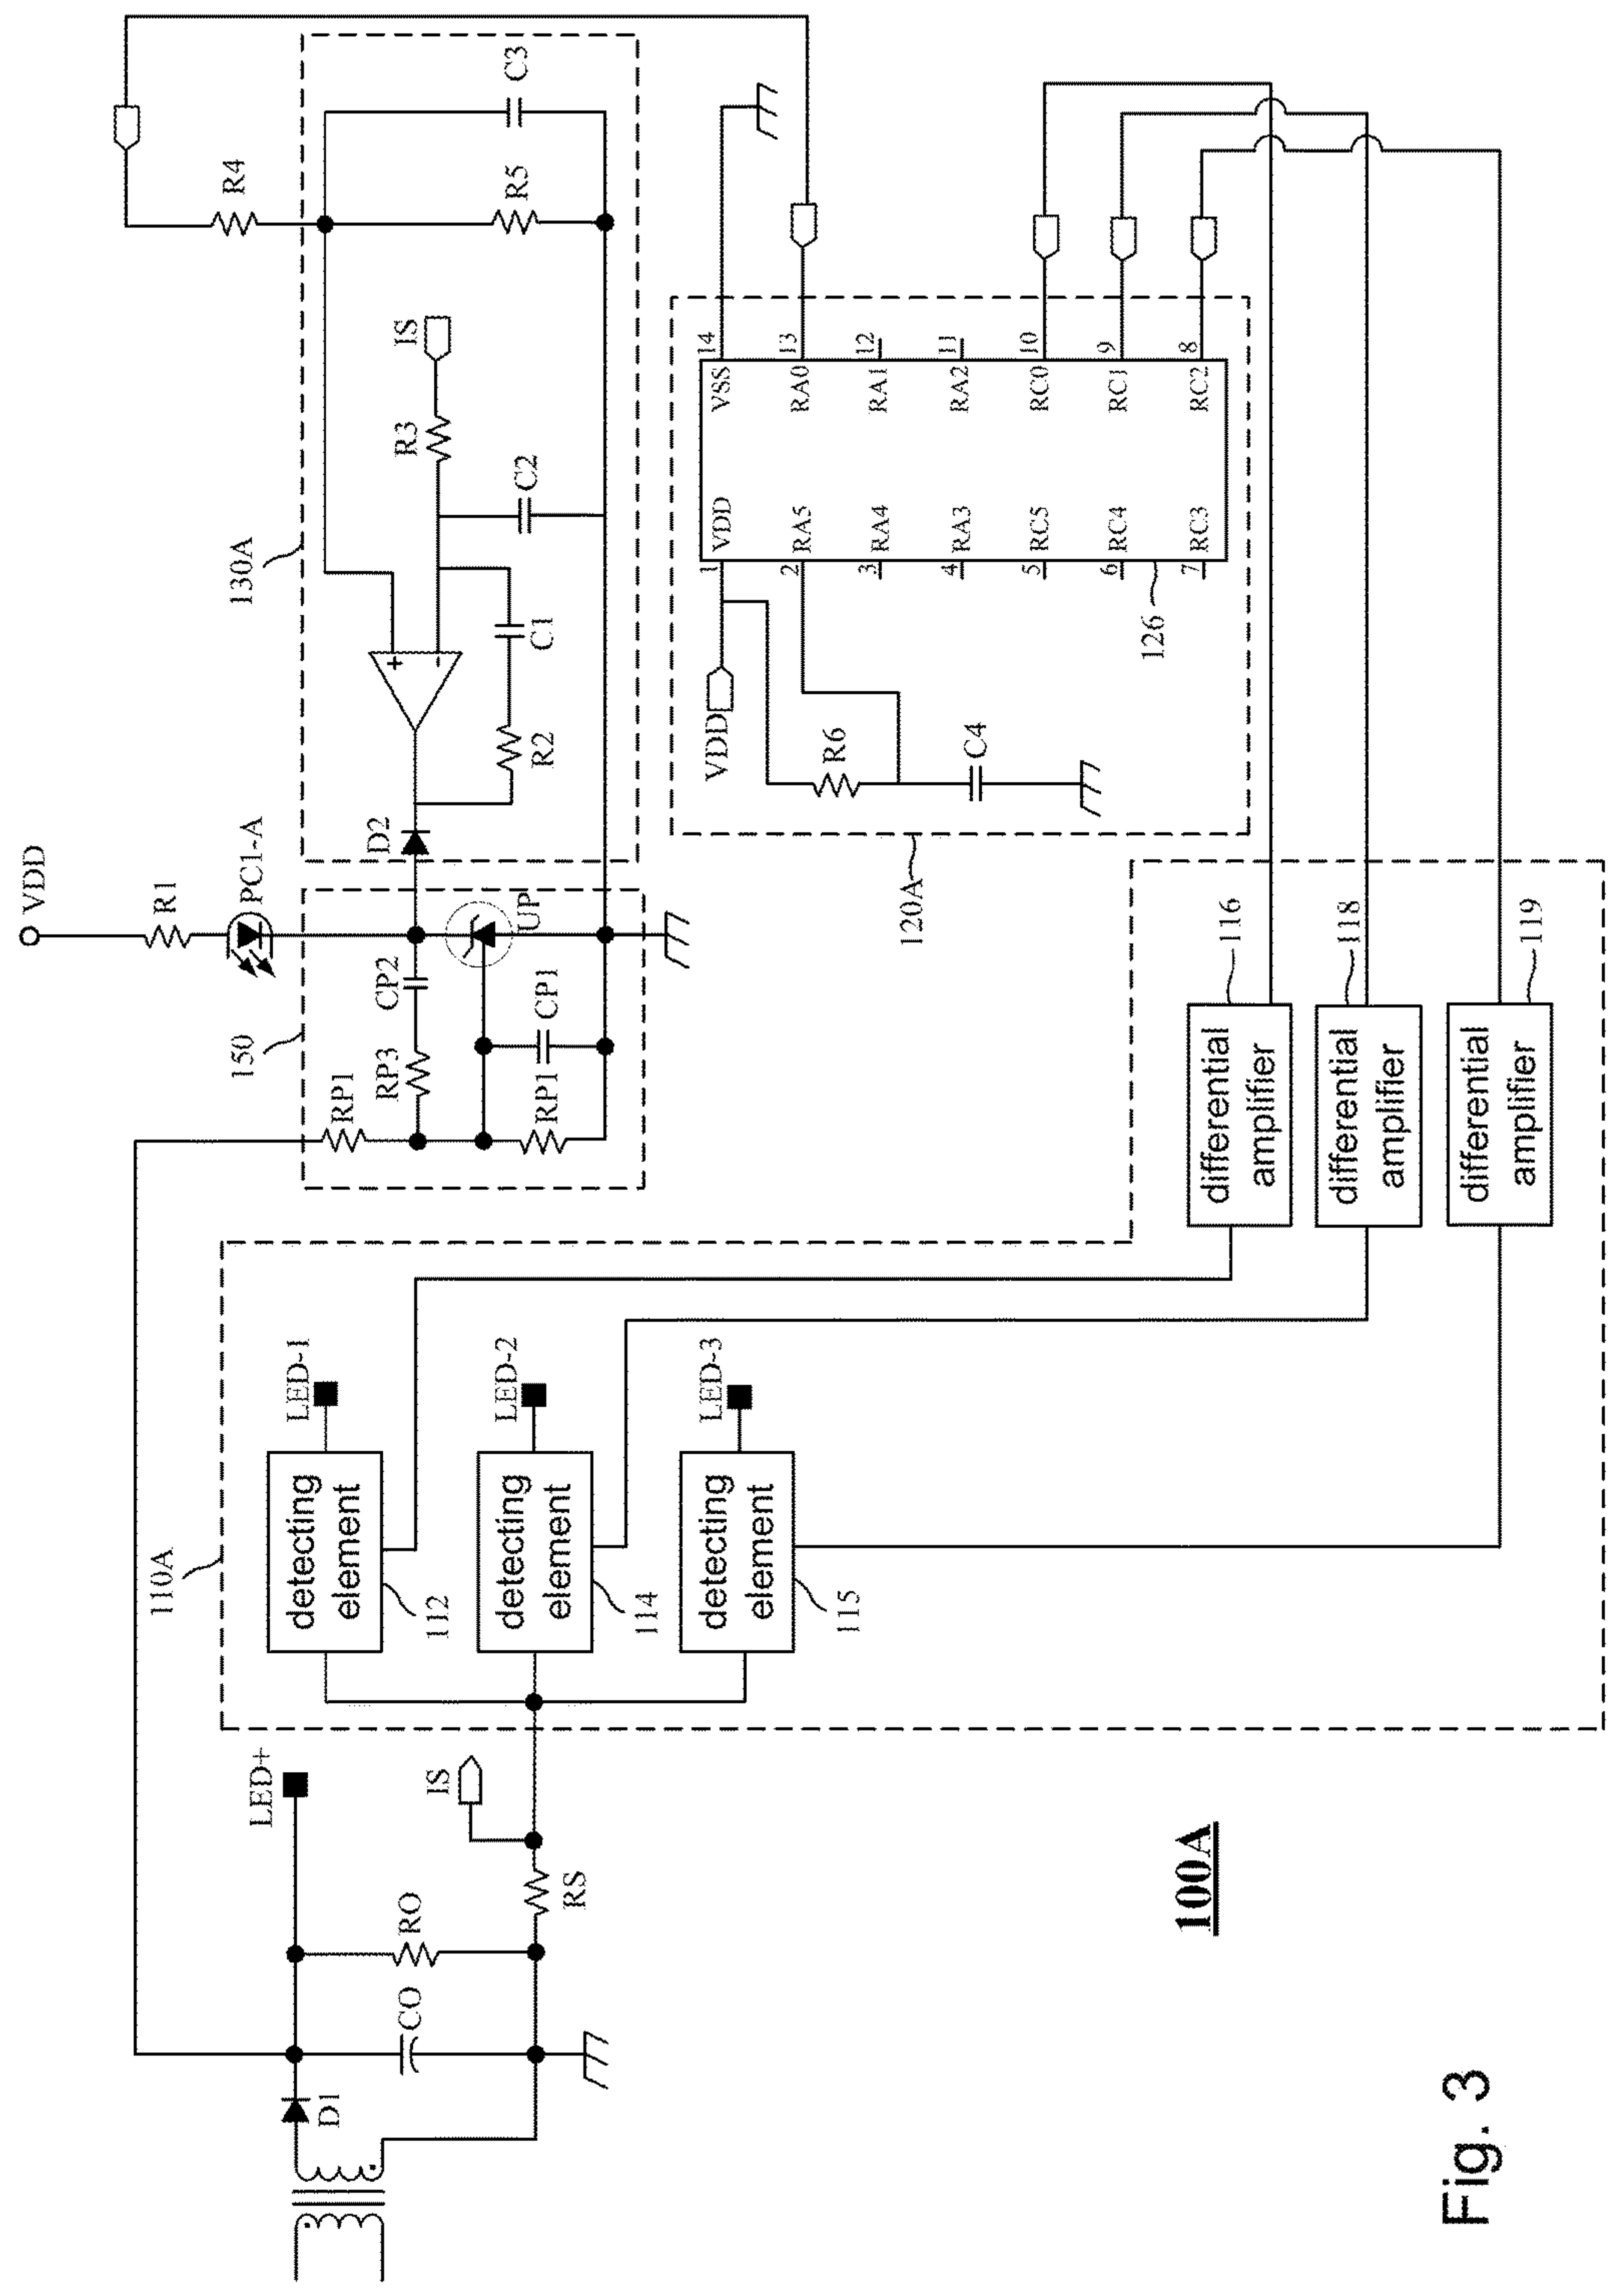 VDD
R1
PC1-A
150
RP1
RP3
CP2
RP1
CP1
UP
130A
D2
R2
C1
+
-
R3
IS
C2
R4
R5
C3
120A
VDD
R6
C4
126
1
2
3
4
5
6
7
VDD
RA5
RA4
RA3
RC5
RC4
RC3
VSS
RA0
RA1
RA2
RC0
RC1
RC2
14
13
12
11
10
9
8
110A
D1
CO
RO
LED+
RS
IS
detecting
element
112
LED-1
detecting
element
114
LED-2
detecting
element
115
LED-3
differential
amplifier
116
differential
amplifier
118
differential
amplifier
119
100A
Fig. 3